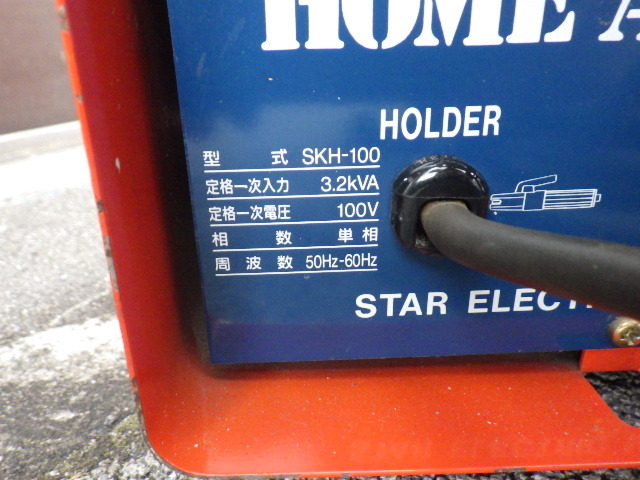 HOME A
HOLDER
型 式 SKH-100
定格一次入力 3.2kVA
定格一次電圧 100V
相 数 単相
周波数 50Hz-60Hz
STAR ELECT